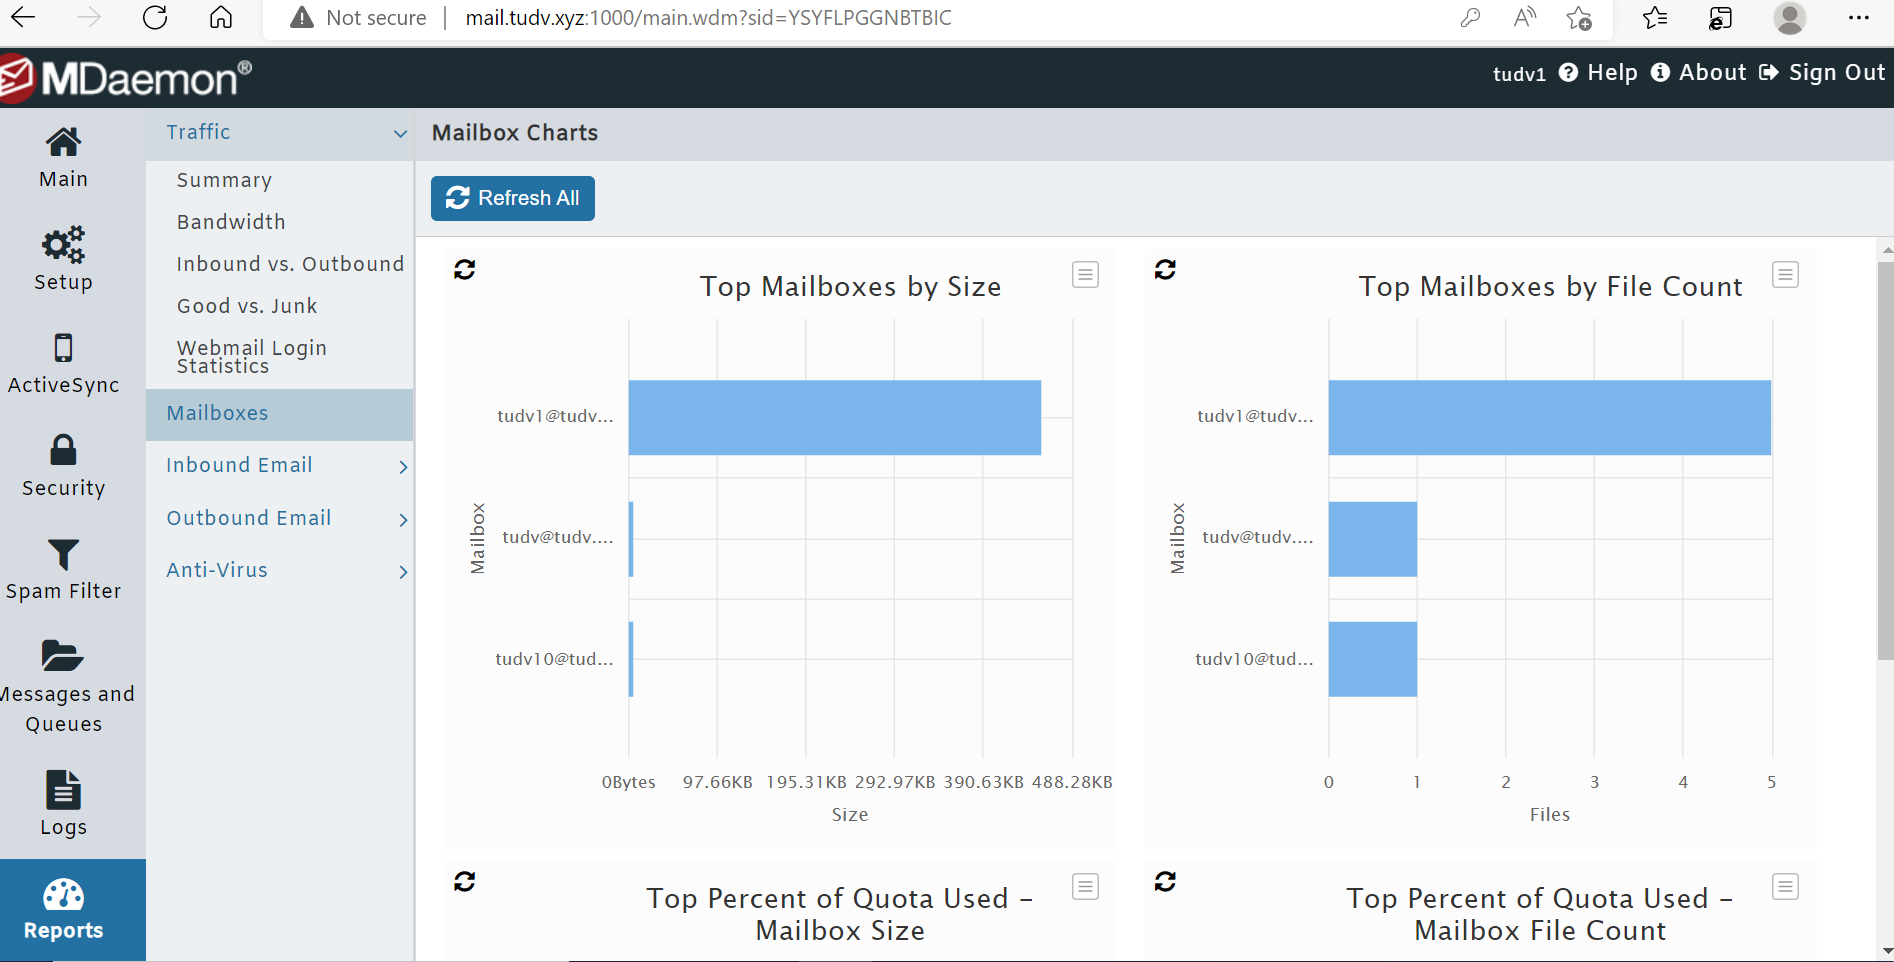 Not secure | mail.tudv.xyz:1000/main.wdm?sid=YSYFLPGGNBTBIC
MDaemon®
tudv1 Help About Sign Out
Main
Setup
ActiveSync
Security
Spam Filter
Messages and
Queues
Logs
Reports
Traffic
Summary
Bandwidth
Inbound vs. Outbound
Good vs. Junk
Webmail Login
Statistics
Mailboxes
Inbound Email
Outbound Email
Anti-Virus
Mailbox Charts
Refresh All
Top Mailboxes by Size
Mailbox
tudv1@tudv...
tudv@tudv....
tudv10@tud...
0Bytes 97.66KB 195.31KB 292.97KB 390.63KB 488.28KB
Size
Top Mailboxes by File Count
Mailbox
tudv1@tudv...
tudv@tudv....
tudv10@tud...
0 1 2 3 4 5
Files
Top Percent of Quota Used –
Mailbox Size
Top Percent of Quota Used –
Mailbox File Count